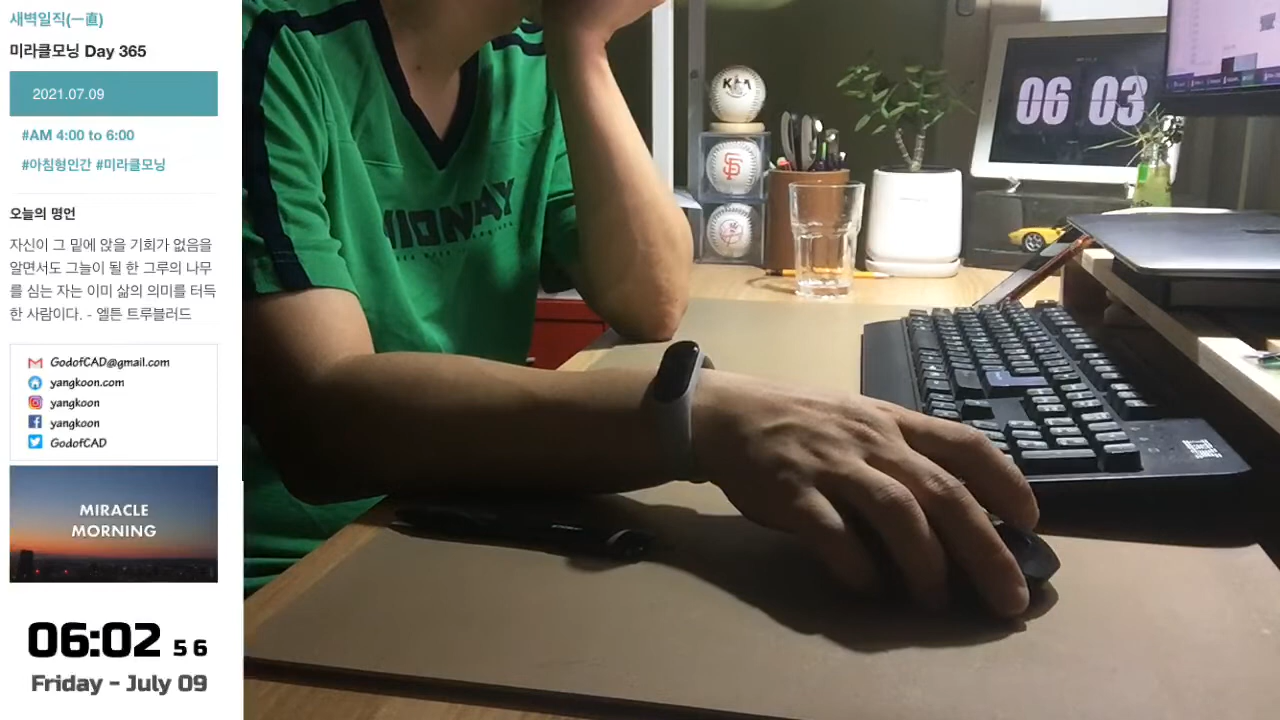 새벽일직(一直)
미라클모닝 Day 365
2021.07.09
#AM 4:00 to 6:00
#아침형인간 #미라클모닝
오늘의 명언
자신이 그 밑에 앉을 기회가 없음을
알면서도 그늘이 될 한 그루의 나무
를 심는 자는 이미 삶의 의미를 터득
한 사람이다. - 엘튼 트루블러드
GodofCAD@gmail.com
yangkoon.com
yangkoon
yangkoon
GodofCAD
MIRACLE
MORNING
06:02 56
Friday - July 09
06 03
KIA
SF